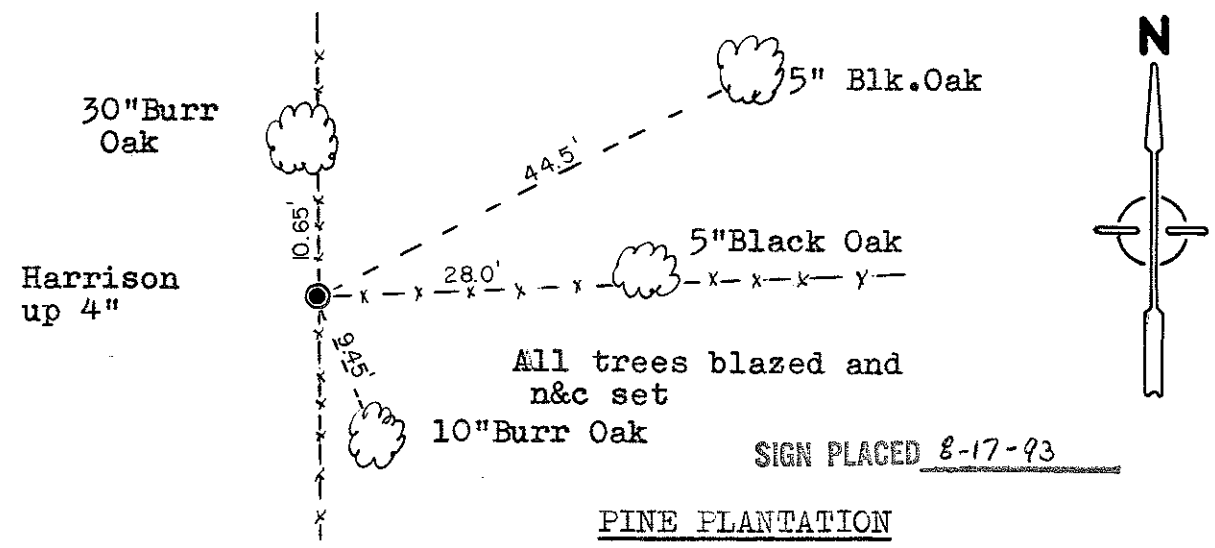 N
30"Burr
Oak
5" Blk.Oak
44.5'
10.65'
5"Black Oak
28.0'
Harrison
up 4"
9.45'
All trees blazed and
n&c set
10"Burr Oak
SIGN PLACED 8-17-93
PINE PLANTATION